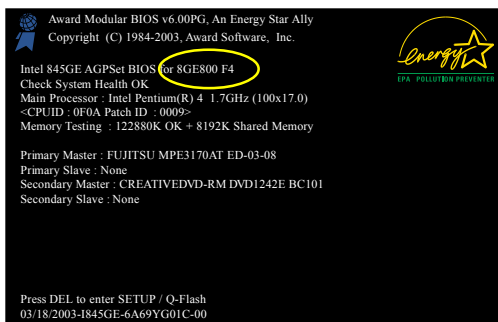 Award Modular BIOS v6.00PG, An Energy Star Ally
Copyright (C) 1984-2003, Award Software, Inc.
energy
EPA POLLUTION PREVENTER
Intel 845GE AGPSet BIOS for 8GE800 F4
Check System Health OK
Main Processor : Intel Pentium(R) 4 1.7GHz (100x17.0)
<CPUID : 0F0A Patch ID : 0009>
Memory Testing : 122880K OK + 8192K Shared Memory
Primary Master : FUJITSU MPE3170AT ED-03-08
Primary Slave : None
Secondary Master : CREATIVEDVD-RM DVD1242E BC101
Secondary Slave : None
Press DEL to enter SETUP / Q-Flash
03/18/2003-I845GE-6A69YG01C-00